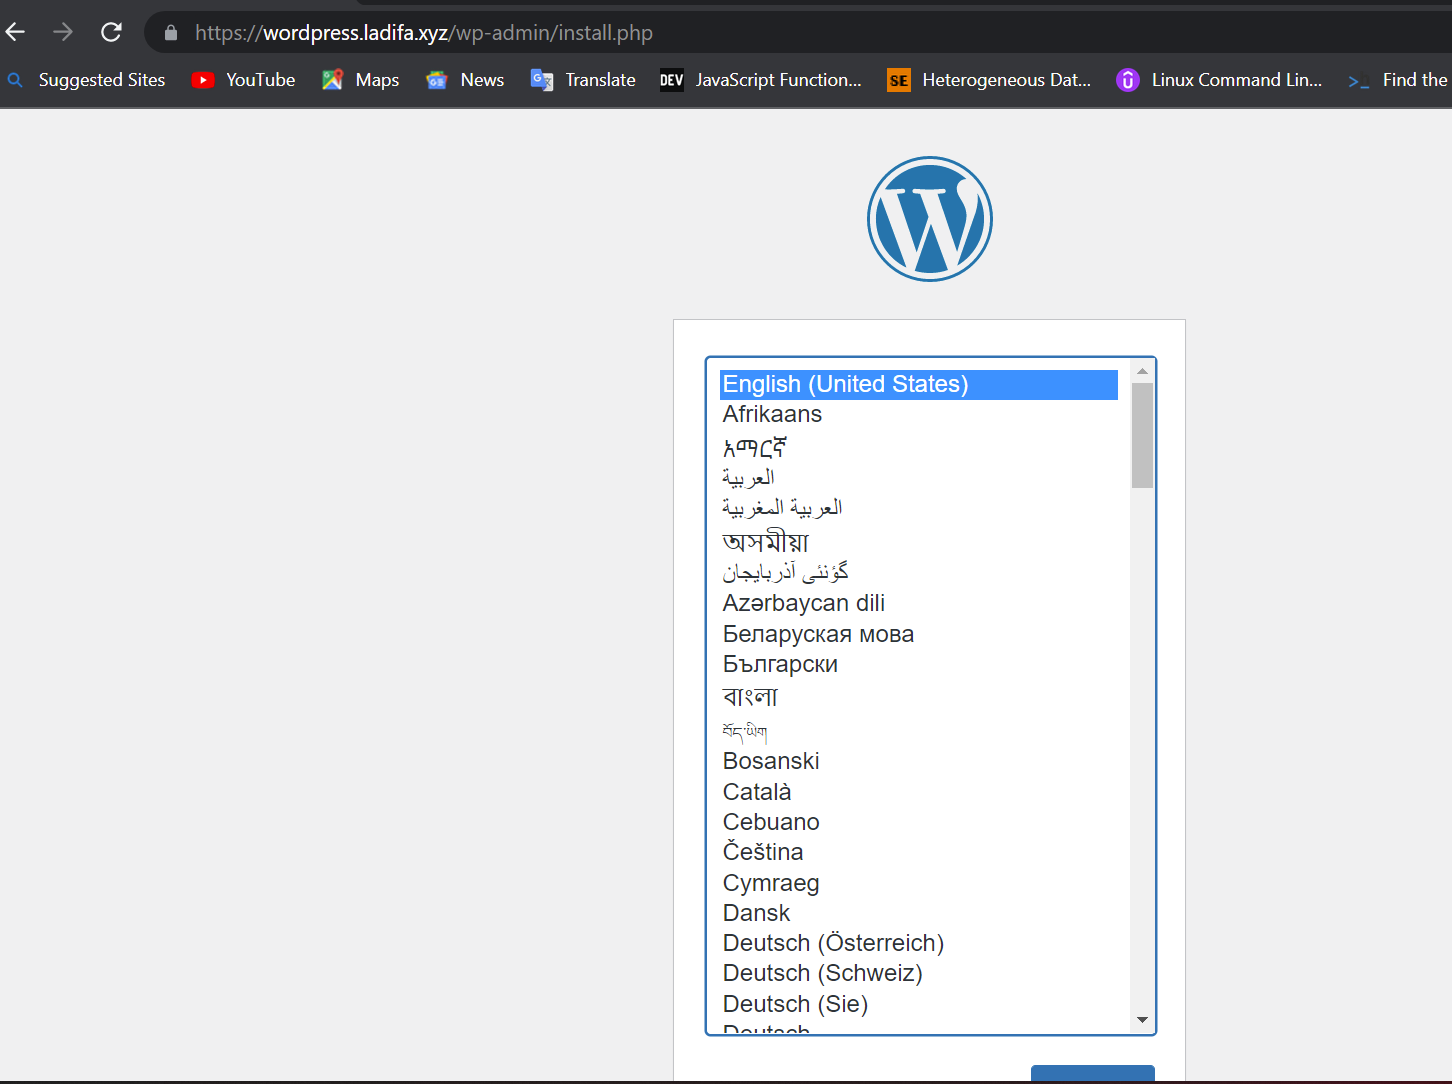 https://wordpress.ladifa.xyz/wp-admin/install.php
Suggested Sites YouTube Maps News Translate DEV JavaScript Function... SE Heterogeneous Dat... Linux Command Lin... Find the
W
English (United States)
Afrikaans
አማርኛ
العربية
العربية المغربية
অসমীয়া
گؤنئی آذربایجان
Azərbaycan dili
Беларуская мова
Български
বাংলা
བོད་ཡིག
Bosanski
Català
Cebuano
Čeština
Cymraeg
Dansk
Deutsch (Österreich)
Deutsch (Schweiz)
Deutsch (Sie)
Deutsch